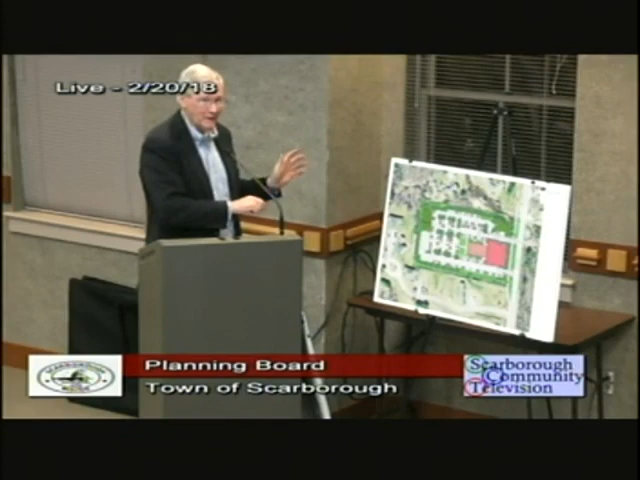 Live - 2/20/18
Planning Board
Town of Scarborough
Scarborough
Community
Television